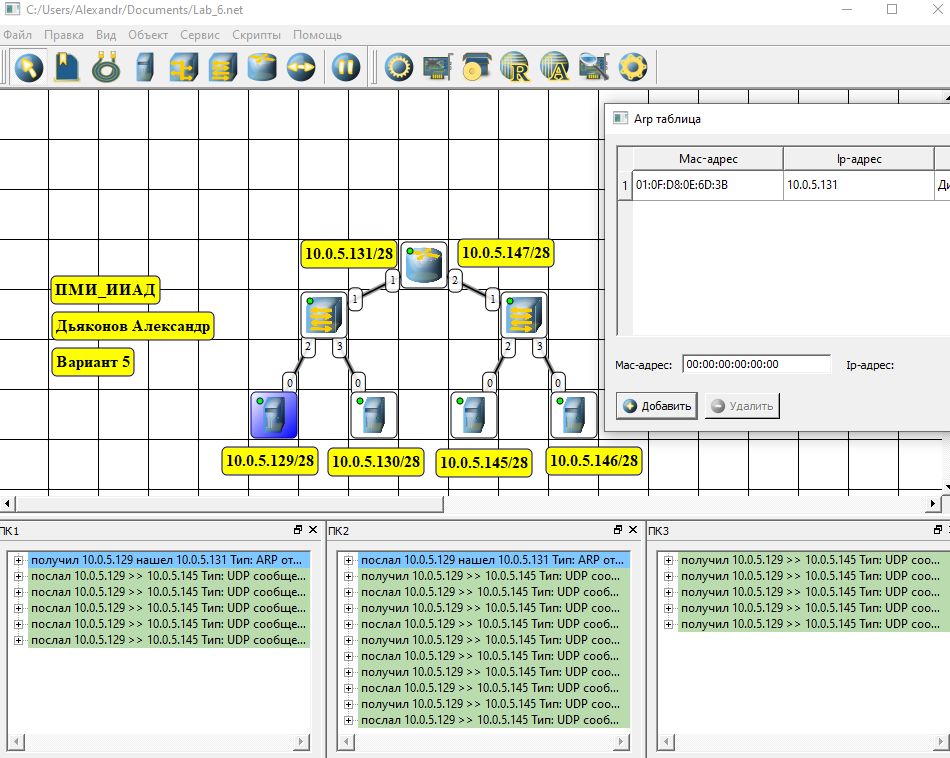 C:/Users/Alexandr/Documents/Lab_6.net
Файл Правка Вид Объект Сервис Скрипты Помощь
Arp таблица
Mac-адрес Ip-адрес
1 01:0F:D8:0E:6D:3B 10.0.5.131 Ди
Mac-адрес: 00:00:00:00:00:00 Ip-адрес:
Добавить Удалить
10.0.5.131/28 10.0.5.147/28
1 2
1 1
ПМИ_ИИАД
Дьяконов Александр
Вариант 5
2 3 2 3
0 0 0 0
10.0.5.129/28 10.0.5.130/28 10.0.5.145/28 10.0.5.146/28
ПК1
получил 10.0.5.129 нашел 10.0.5.131 Тип: ARP от...
послал 10.0.5.129 >> 10.0.5.145 Тип: UDP сообще...
послал 10.0.5.129 >> 10.0.5.145 Тип: UDP сообще...
послал 10.0.5.129 >> 10.0.5.145 Тип: UDP сообще...
послал 10.0.5.129 >> 10.0.5.145 Тип: UDP сообще...
послал 10.0.5.129 >> 10.0.5.145 Тип: UDP сообще...
ПК2
послал 10.0.5.129 нашел 10.0.5.131 Тип: ARP от...
получил 10.0.5.129 >> 10.0.5.145 Тип: UDP соо...
послал 10.0.5.129 >> 10.0.5.145 Тип: UDP сооб...
получил 10.0.5.129 >> 10.0.5.145 Тип: UDP соо...
послал 10.0.5.129 >> 10.0.5.145 Тип: UDP сооб...
получил 10.0.5.129 >> 10.0.5.145 Тип: UDP соо...
послал 10.0.5.129 >> 10.0.5.145 Тип: UDP сооб...
получил 10.0.5.129 >> 10.0.5.145 Тип: UDP соо...
послал 10.0.5.129 >> 10.0.5.145 Тип: UDP сооб...
получил 10.0.5.129 >> 10.0.5.145 Тип: UDP соо...
послал 10.0.5.129 >> 10.0.5.145 Тип: UDP сооб...
ПК3
получил 10.0.5.129 >> 10.0.5.145 Тип: UDP соо...
получил 10.0.5.129 >> 10.0.5.145 Тип: UDP соо...
получил 10.0.5.129 >> 10.0.5.145 Тип: UDP соо...
получил 10.0.5.129 >> 10.0.5.145 Тип: UDP соо...
получил 10.0.5.129 >> 10.0.5.145 Тип: UDP соо...